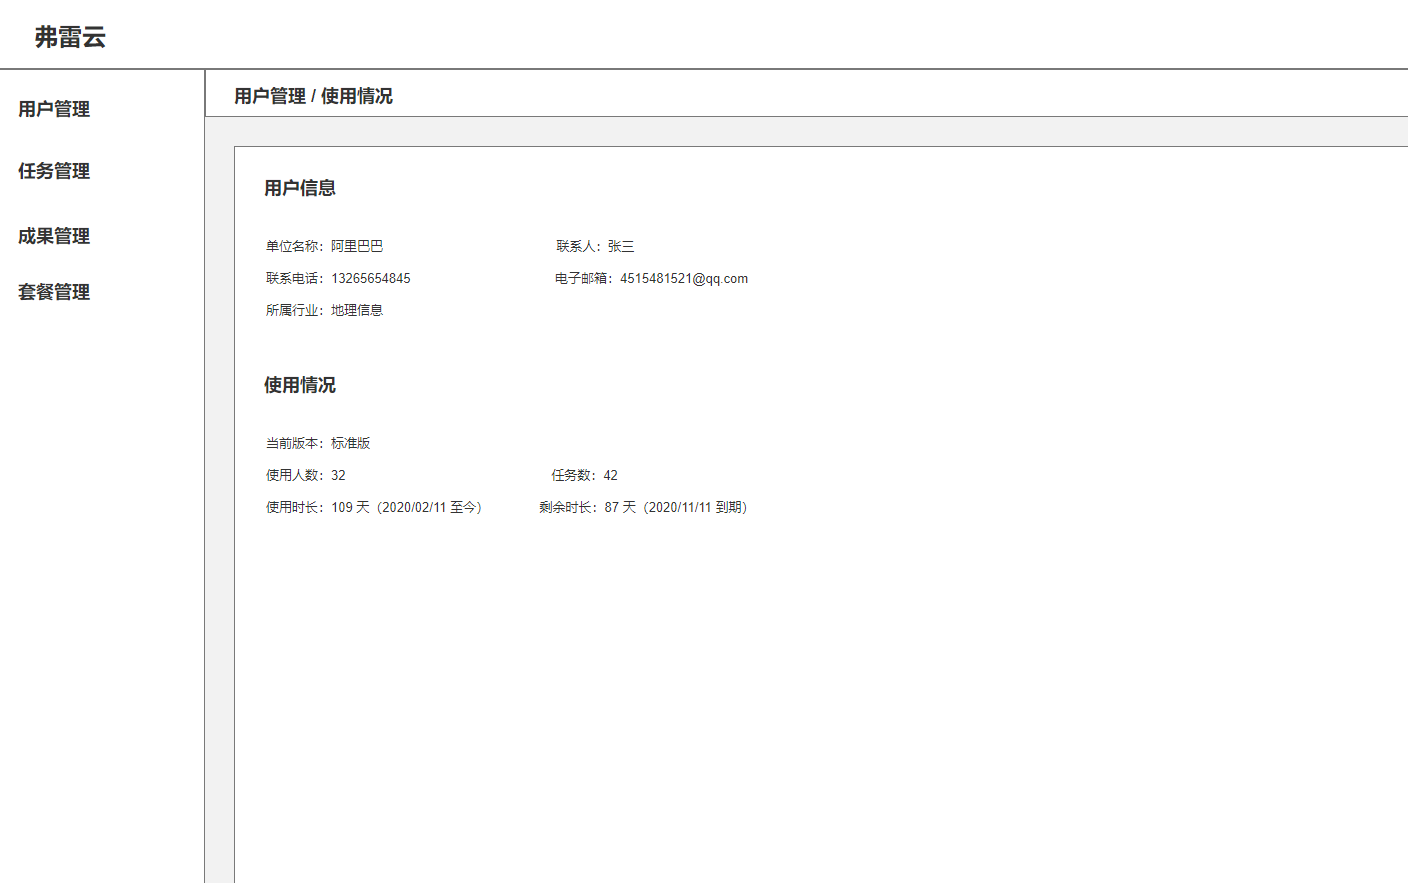 弗雷云
用户管理
任务管理
成果管理
套餐管理
用户管理 / 使用情况
用户信息
单位名称：阿里巴巴 联系人：张三
联系电话：13265654845 电子邮箱：4515481521@qq.com
所属行业：地理信息
使用情况
当前版本：标准版
使用人数：32 任务数：42
使用时长：109 天（2020/02/11 至今） 剩余时长：87 天（2020/11/11 到期）